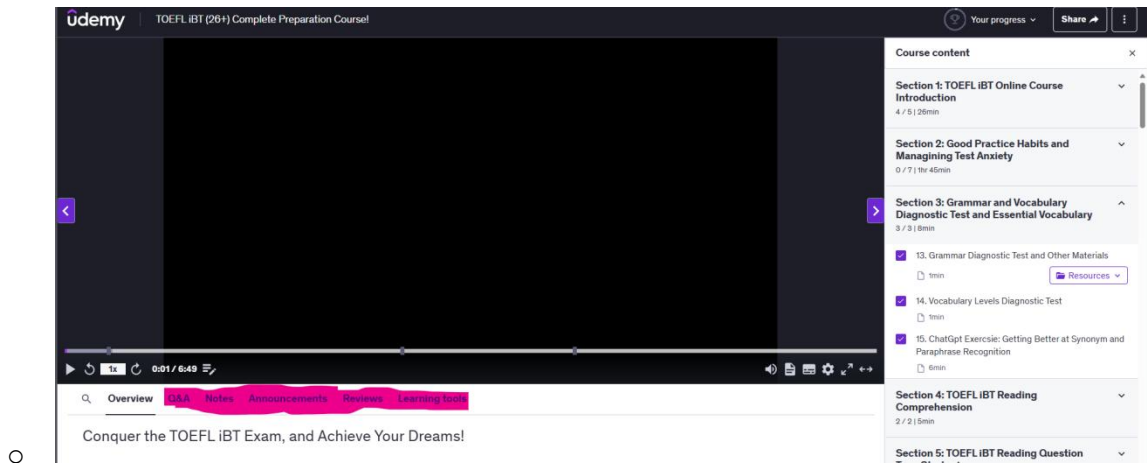 ûdemy TOEFL iBT (26+) Complete Preparation Course! Your progress Share
Course content
Section 1: TOEFL iBT Online Course
Introduction
4 / 5 | 26min
Section 2: Good Practice Habits and
Managining Test Anxiety
0 / 7 | 1hr 45min
Section 3: Grammar and Vocabulary
Diagnostic Test and Essential Vocabulary
3 / 3 | 8min
13. Grammar Diagnostic Test and Other Materials
1min Resources
14. Vocabulary Levels Diagnostic Test
1min
15. ChatGpt Exercsie: Getting Better at Synonym and
Paraphrase Recognition
6min
Section 4: TOEFL iBT Reading
Comprehension
2 / 2 | 5min
Section 5: TOEFL iBT Reading Question
1x 0:01 / 6:49
Overview Q&A Notes Announcements Reviews Learning tools
Conquer the TOEFL iBT Exam, and Achieve Your Dreams!